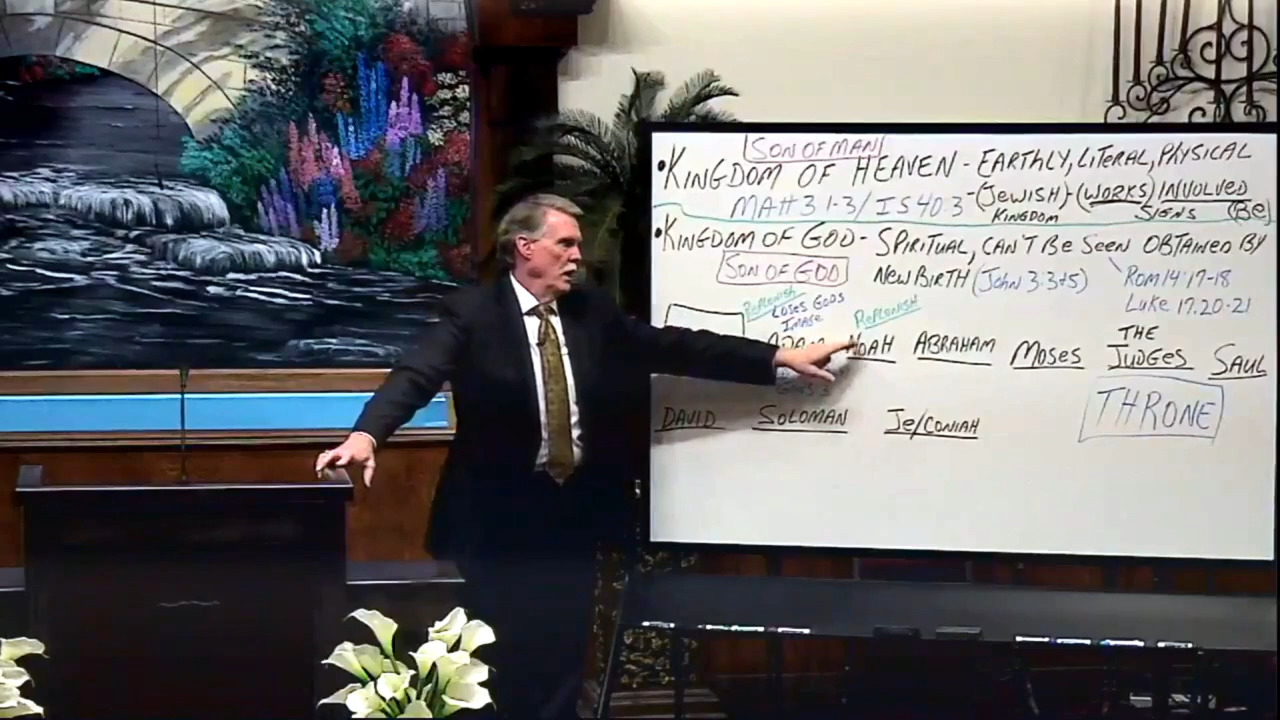 SON OF MAN
• KINGDOM OF HEAVEN - EARTHLY, LITERAL, PHYSICAL
MAtt 3 1-3 / IS 40:3 - (JEWISH) - (WORKS) INVOLVED
KINGDOM SIGNS (BE)
• KINGDOM OF GOD - SPIRITUAL, CAN'T BE SEEN OBTAINED BY
SON OF GOD NEW BIRTH (John 3:3+5) Rom 14:17-18
Luke 17.20-21
REPLENISH LOSES GODS REPLENISH
IMAGE
THE
ADAM NOAH ABRAHAM MOSES JUDGES SAUL
DAVID SOLOMAN Je/CONIAH THRONE